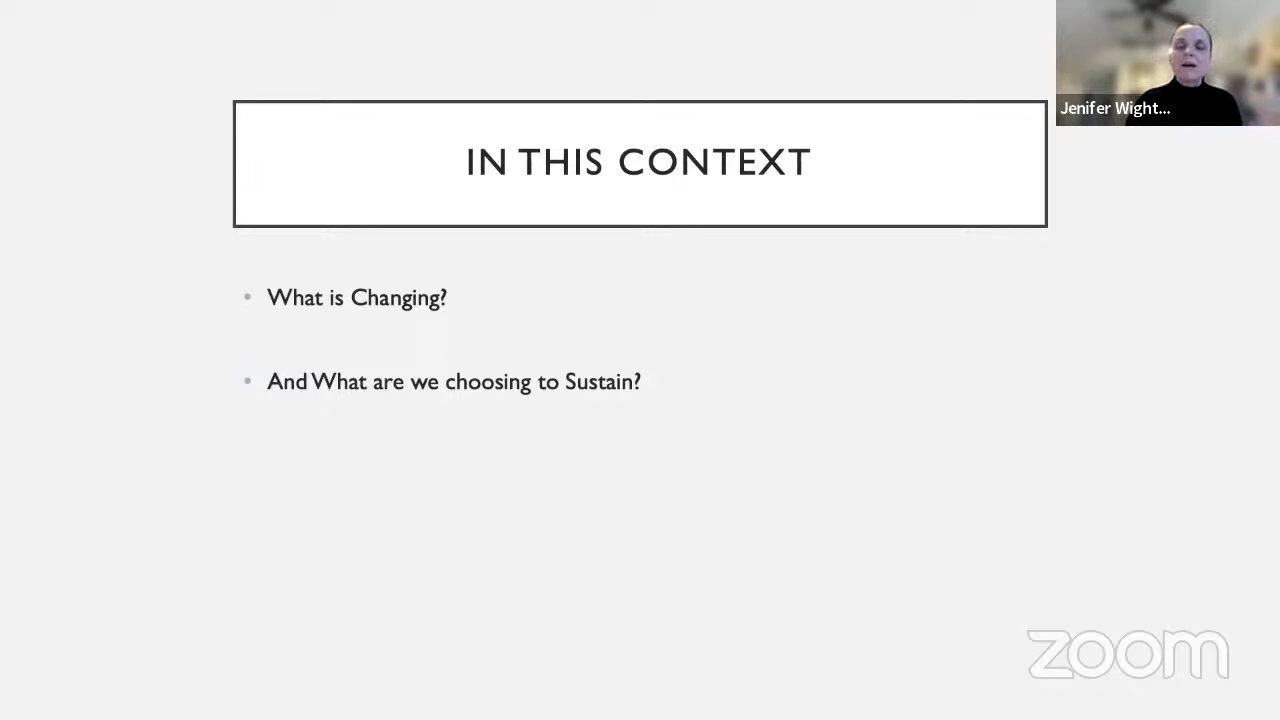 IN THIS CONTEXT
Jenifer Wight...
What is Changing?
And What are we choosing to Sustain?
zoom